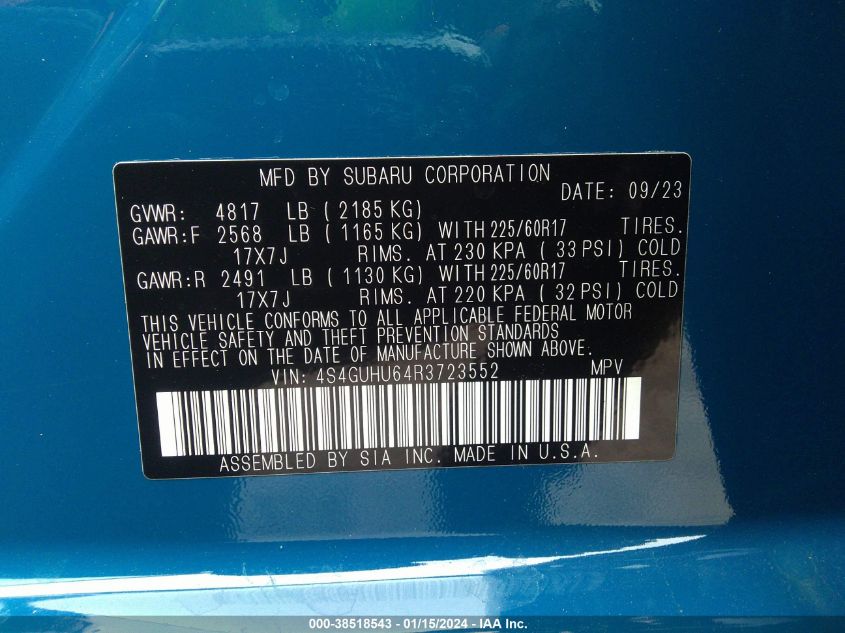 MFD BY SUBARU CORPORATION
DATE: 09/23
GVWR: 4817 LB ( 2185 KG)
GAWR:F 2568 LB ( 1165 KG) WITH 225/60R17 TIRES.
17X7J RIMS. AT 230 KPA ( 33 PSI) COLD
GAWR:R 2491 LB ( 1130 KG) WITH 225/60R17 TIRES.
17X7J RIMS. AT 220 KPA ( 32 PSI) COLD
THIS VEHICLE CONFORMS TO ALL APPLICABLE FEDERAL MOTOR
VEHICLE SAFETY AND THEFT PREVENTION STANDARDS
IN EFFECT ON THE DATE OF MANUFACTURE SHOWN ABOVE.
VIN: 4S4GUHU64R3723552 MPV
ASSEMBLED BY SIA INC. MADE IN U.S.A.
000-38518543 - 01/15/2024 - IAA Inc.